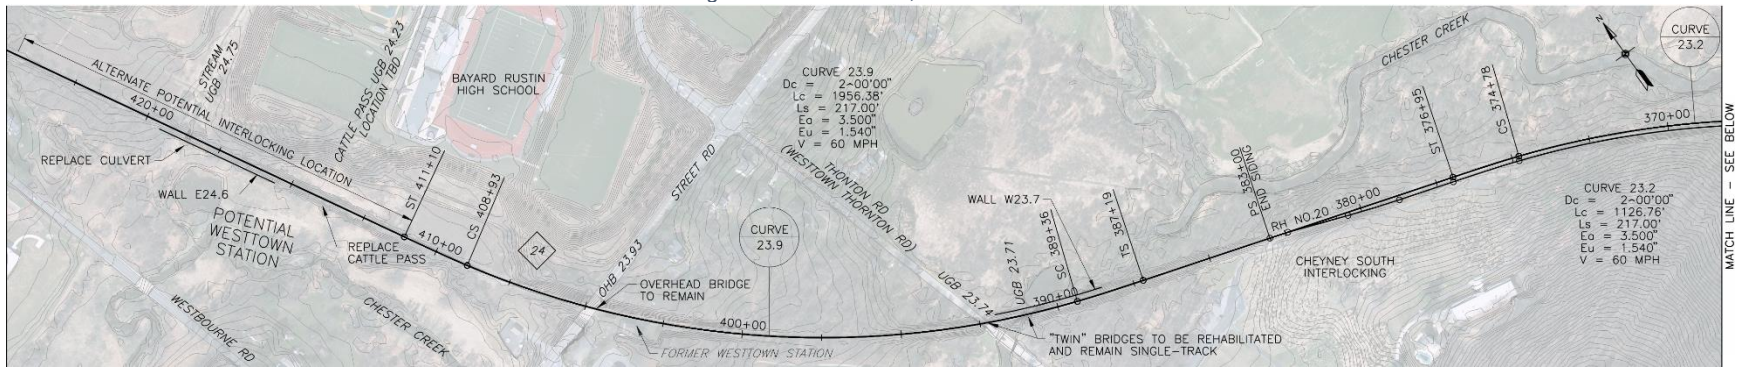 ALTERNATE POTENTIAL INTERLOCKING LOCATION
420+00
STREAM
UGB 24.75
CATTLE PASS UGB 24.23
LOCATION TBD
BAYARD RUSTIN
HIGH SCHOOL
REPLACE CULVERT
WALL E24.6
POTENTIAL
WESTTOWN
STATION
REPLACE
CATTLE PASS
ST 411+10
410+00
CS 408+93
24
WESTBOURNE RD
CHESTER CREEK
STREET RD
OHB 23.93
OVERHEAD BRIDGE
TO REMAIN
FORMER WESTTOWN STATION
400+00
CURVE
23.9
CURVE 23.9
Dc = 2-00'00"
Lc = 1956.38'
Ls = 217.00'
Ea = 3.500"
Eu = 1.540"
V = 60 MPH
THONTON RD
(WESTTOWN THORNTON RD)
UGB 23.74
UGB 23.71
WALL W23.7
SC 389+36
390+00
TS 387+19
"TWIN" BRIDGES TO BE REHABILITATED
AND REMAIN SINGLE-TRACK
PS 383+00
END SIDING
RH NO.20
380+00
CHEYNEY SOUTH
INTERLOCKING
ST 376+95
CS 374+78
370+00
CHESTER CREEK
N
CURVE
23.2
CURVE 23.2
Dc = 2-00'00"
Lc = 1126.76'
Ls = 217.00'
Ea = 3.500"
Eu = 1.540"
V = 60 MPH
MATCH LINE - SEE BELOW